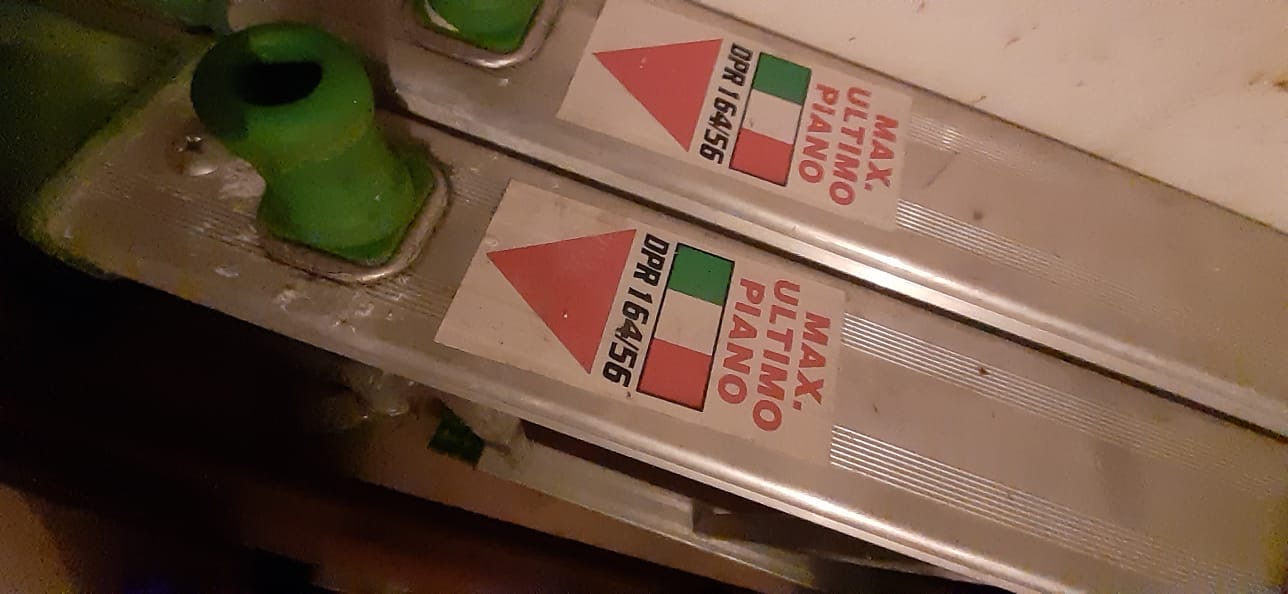 MAX.
ULTIMO
PIANO
DPR 164/56
MAX.
ULTIMO
PIANO
DPR 164/56